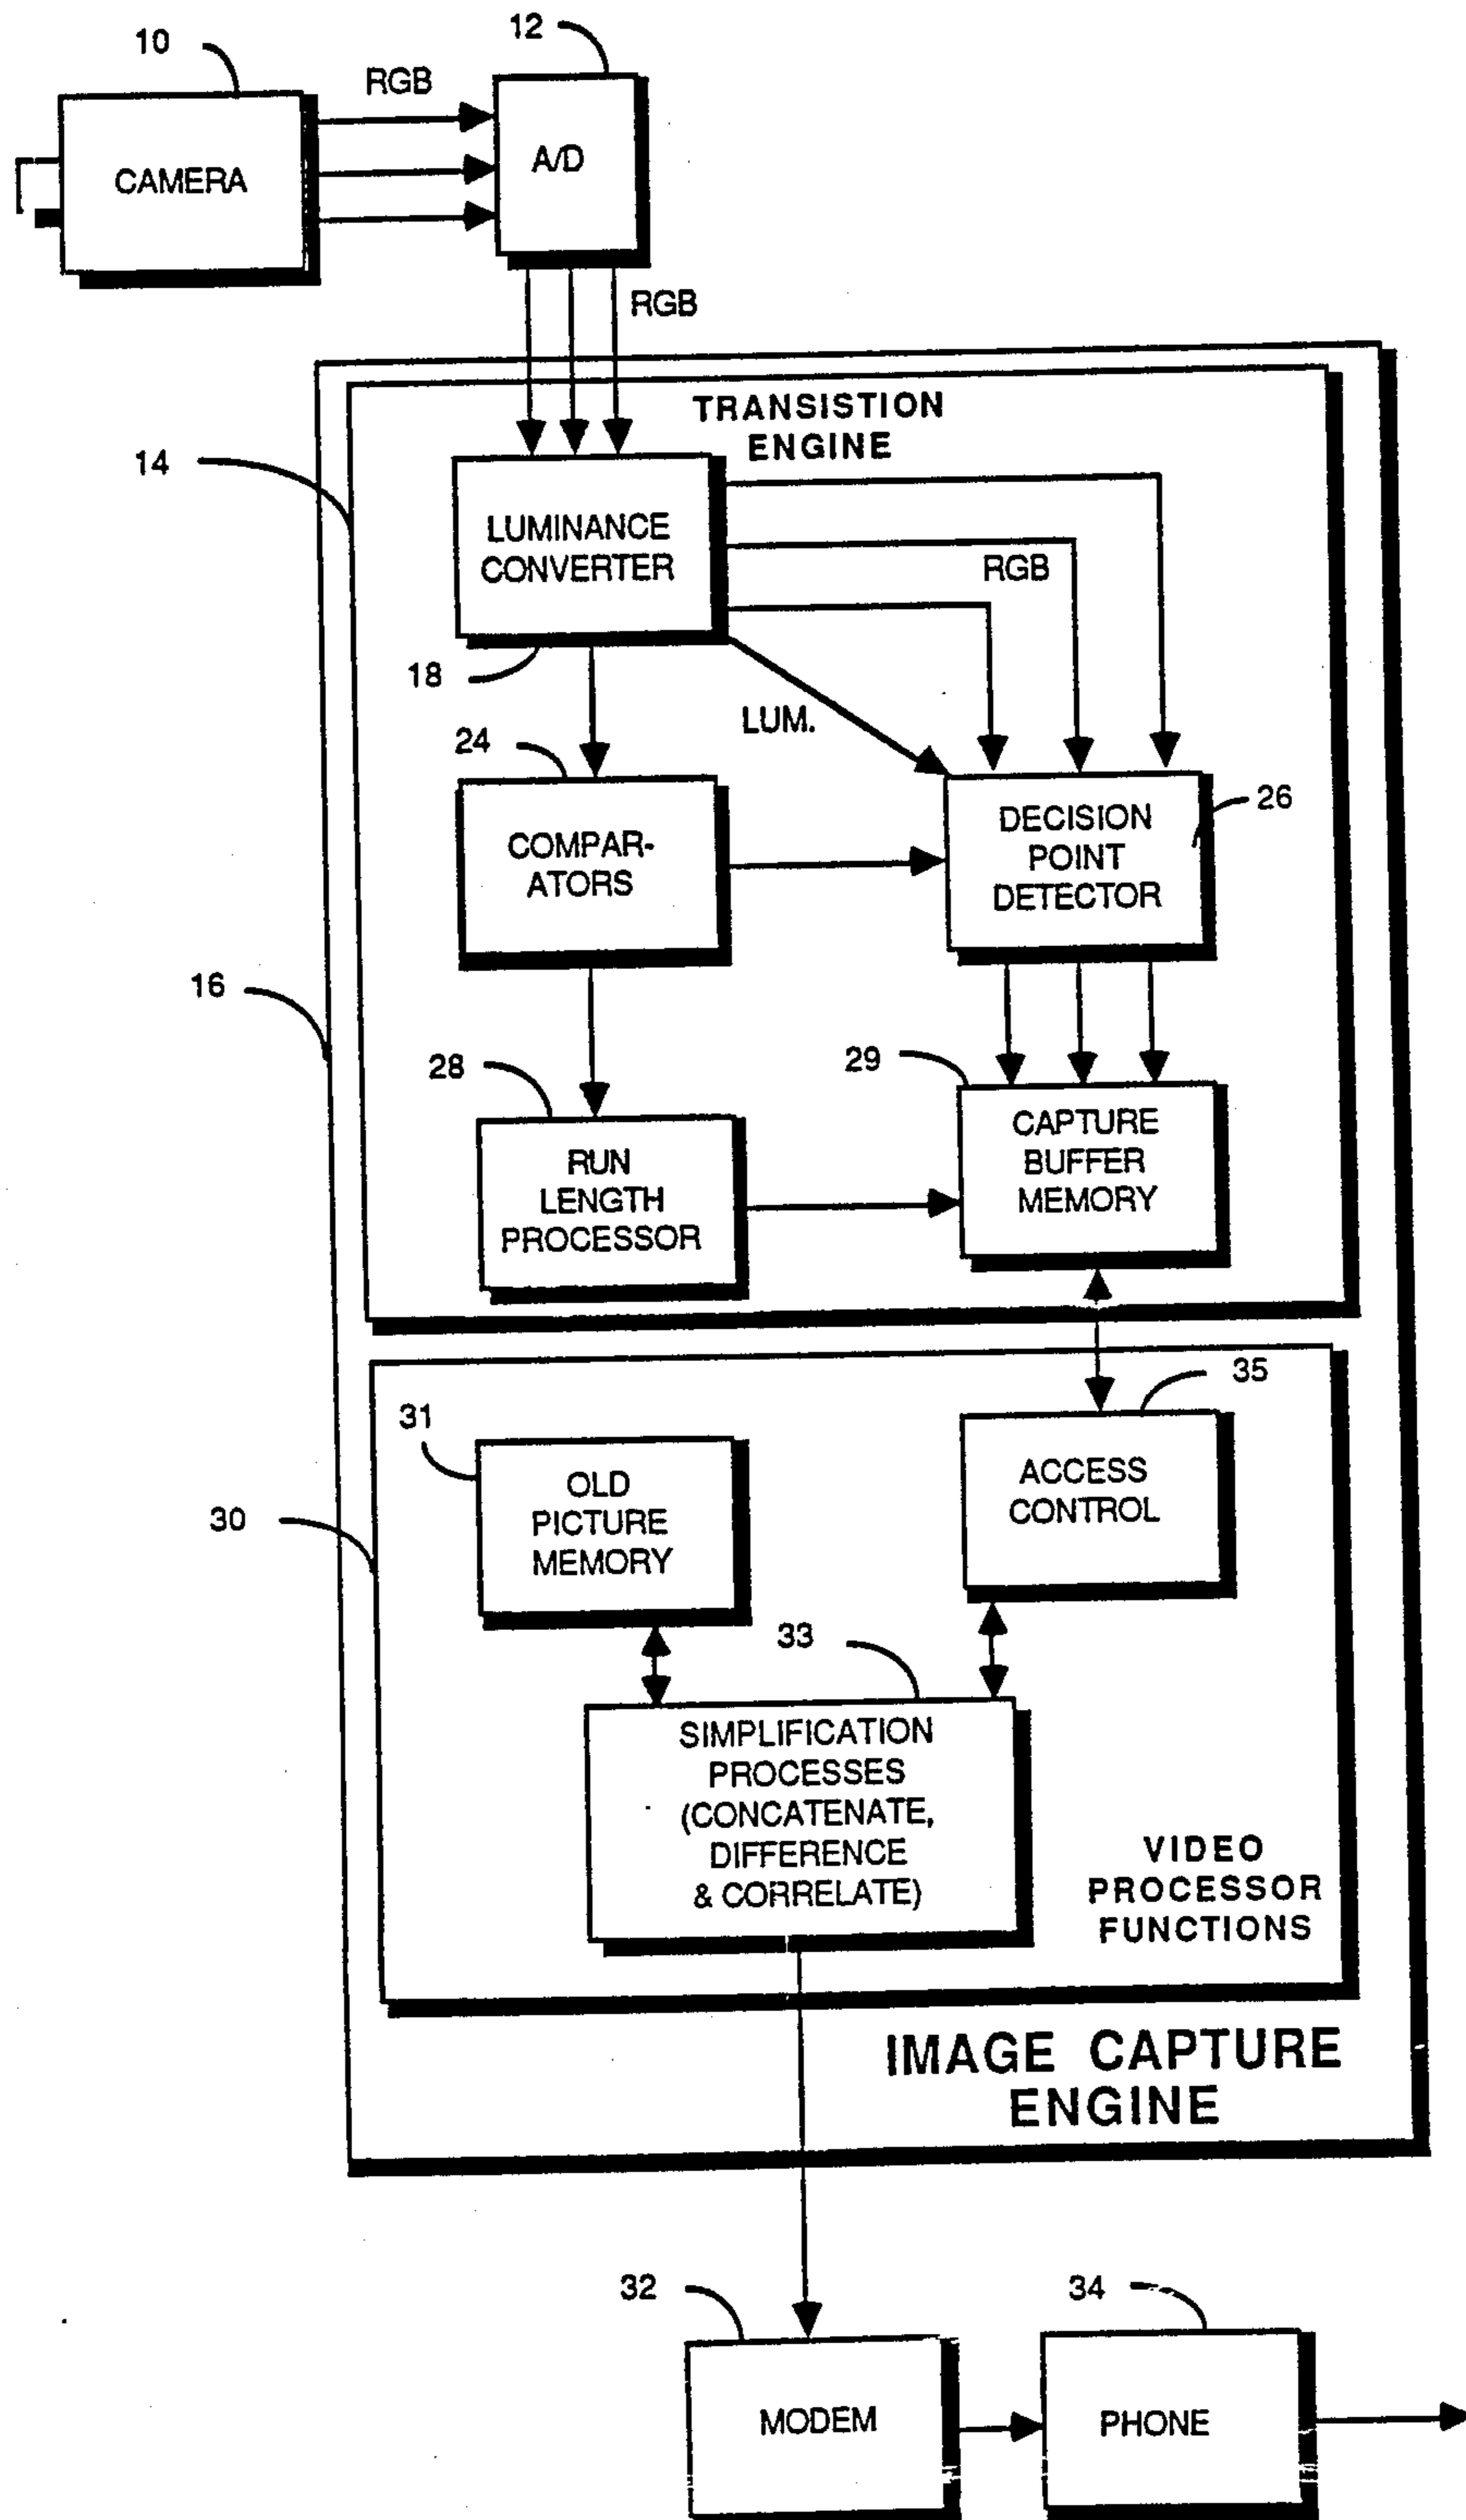 10
12
RGB
CAMERA
A/D
RGB
TRANSISTION
ENGINE
14
LUMINANCE
CONVERTER
RGB
18
LUM.
24
26
COMPAR-
ATORS
DECISION
POINT
DETECTOR
16
28
29
RUN
LENGTH
PROCESSOR
CAPTURE
BUFFER
MEMORY
35
31
OLD
PICTURE
MEMORY
ACCESS
CONTROL
30
33
SIMPLIFICATION
PROCESSES
(CONCATENATE,
DIFFERENCE
& CORRELATE)
VIDEO
PROCESSOR
FUNCTIONS
IMAGE CAPTURE
ENGINE
32
34
MODEM
PHONE